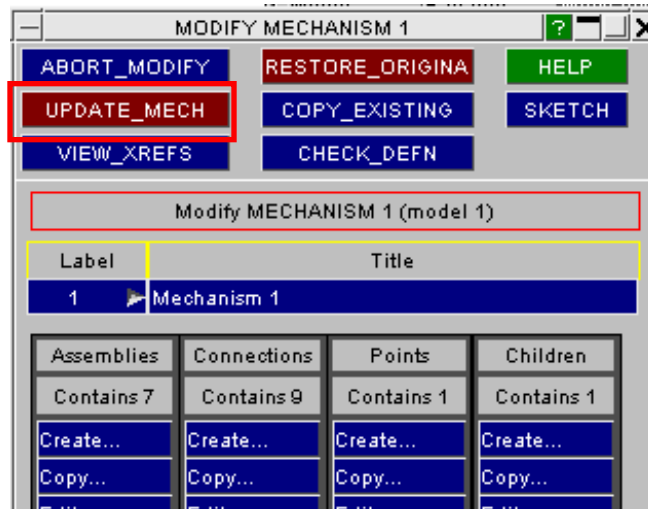 MODIFY MECHANISM 1 ?
ABORT_MODIFY RESTORE_ORIGINA HELP
UPDATE_MECH COPY_EXISTING SKETCH
VIEW_XREFS CHECK_DEFN
Modify MECHANISM 1 (model 1)
Label Title
1 Mechanism 1
Assemblies Connections Points Children
Contains 7 Contains 9 Contains 1 Contains 1
Create... Create... Create... Create...
Copy... Copy... Copy... Copy...